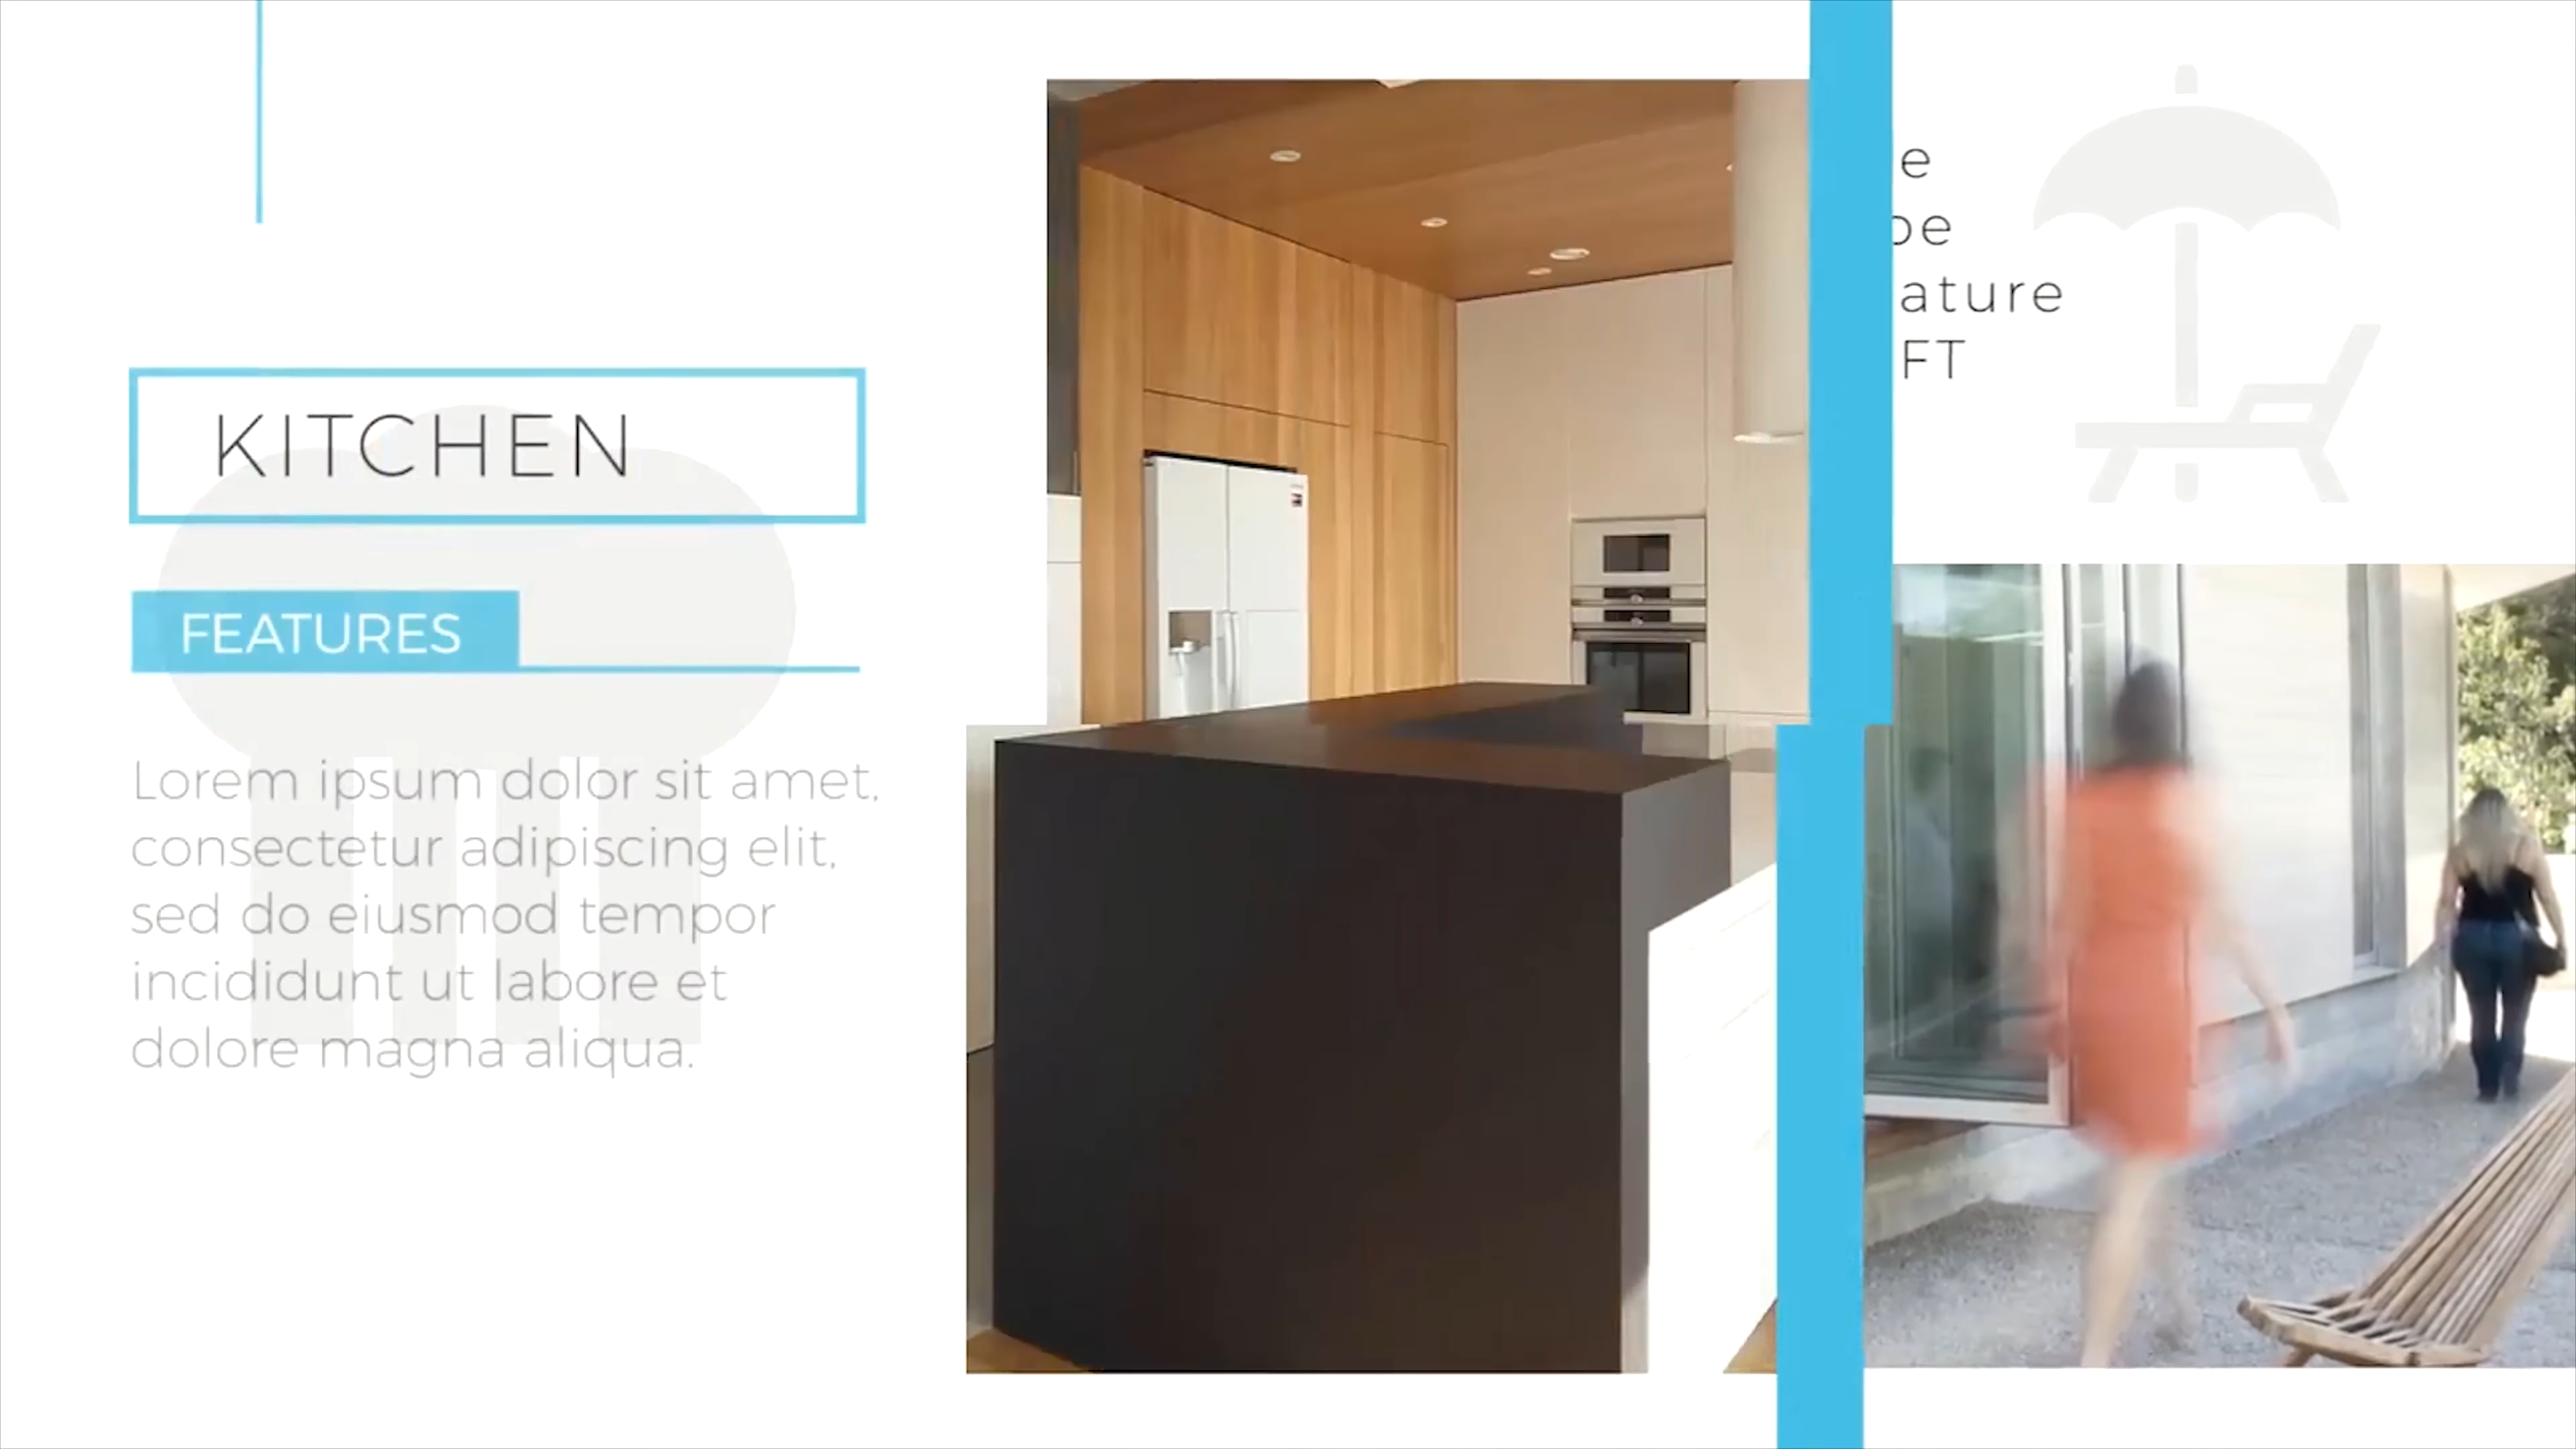 KITCHEN
FEATURES
Lorem ipsum dolor sit amet,
consectetur adipiscing elit,
sed do eiusmod tempor
incididunt ut labore et
dolore magna aliqua.
e
pe
ature
FT